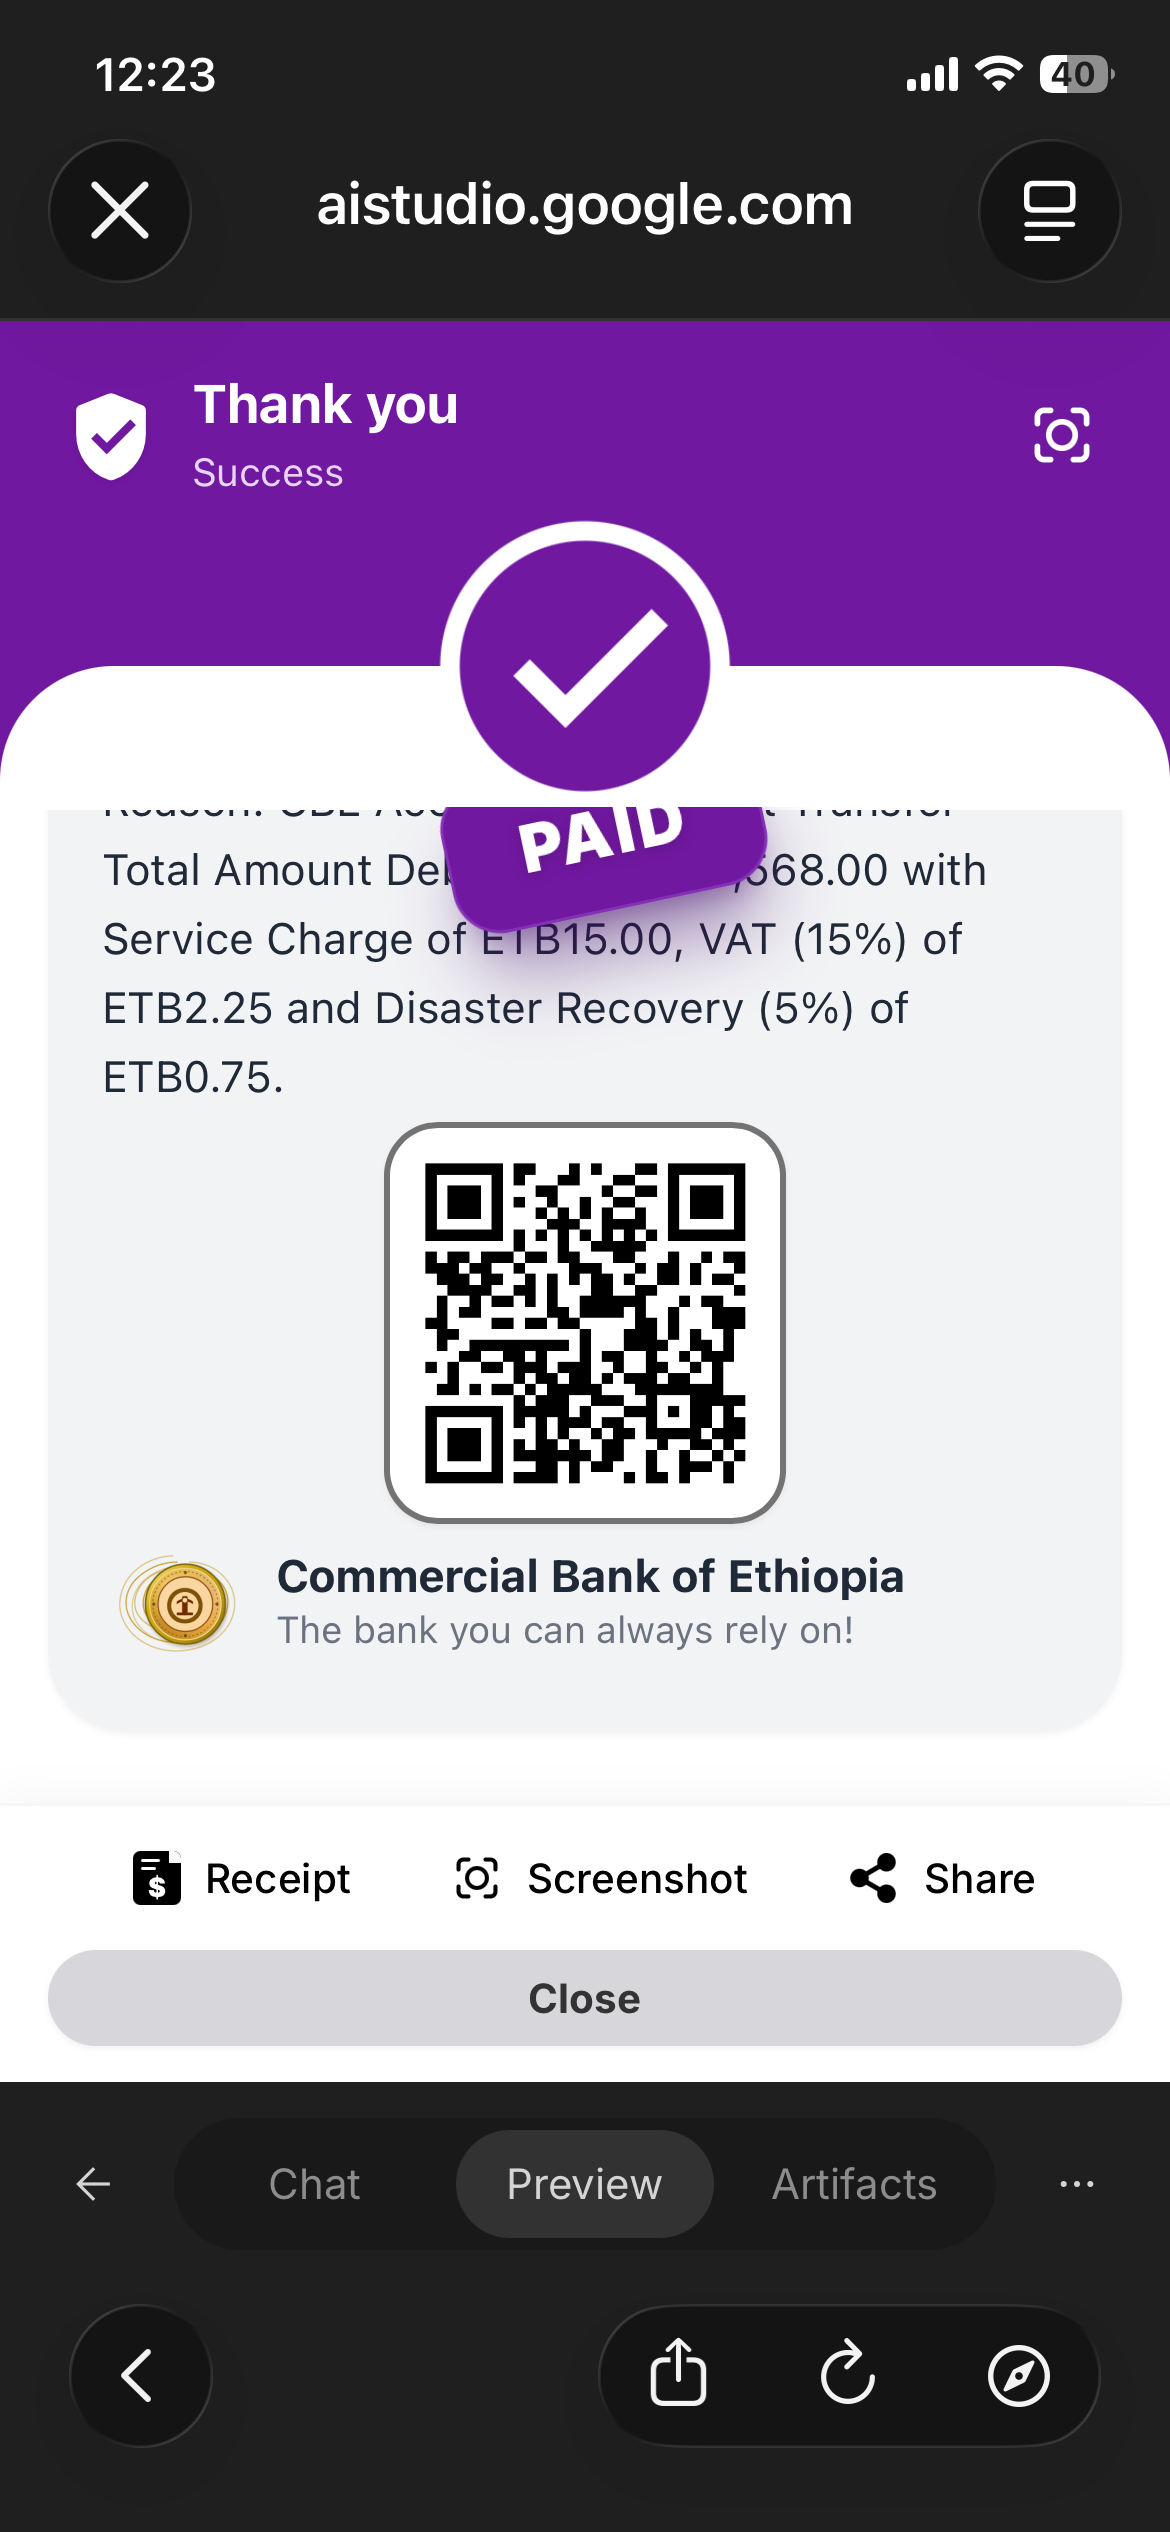 12:23
40
aistudio.google.com
Thank you
Success
PAID
Transfer
Total Amount ,568.00 with
Service Charge of ETB15.00, VAT (15%) of
ETB2.25 and Disaster Recovery (5%) of
ETB0.75.
Commercial Bank of Ethiopia
The bank you can always rely on!
Receipt
Screenshot
Share
Close
Chat
Preview
Artifacts